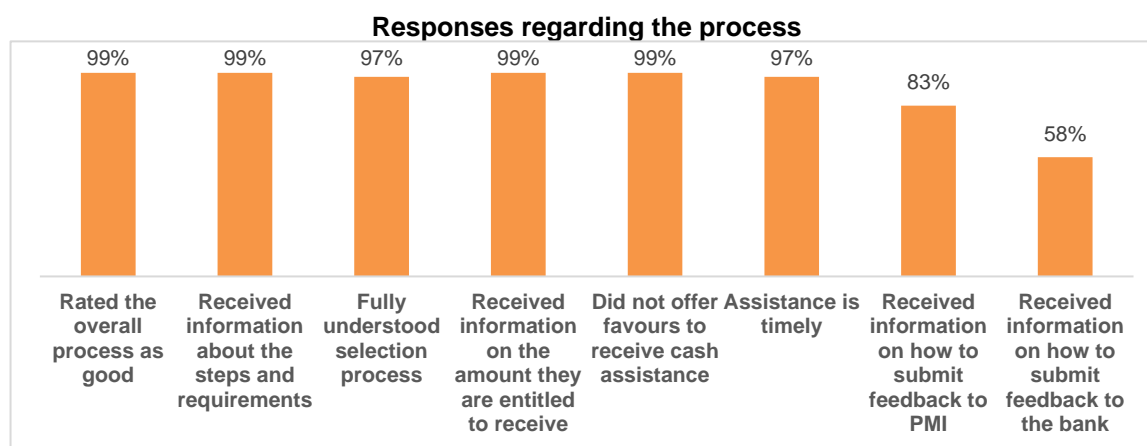 Responses regarding the process
99%
99%
97%
99%
99%
97%
83%
58%
Rated the
overall
process as
good
Received
information
about the
steps and
requirements
Fully
understood
selection
process
Received
information
on the
amount they
are entitled
to receive
Did not offer
favours to
receive cash
assistance
Assistance is
timely
Received
information
on how to
submit
feedback to
PMI
Received
information
on how to
submit
feedback to
the bank